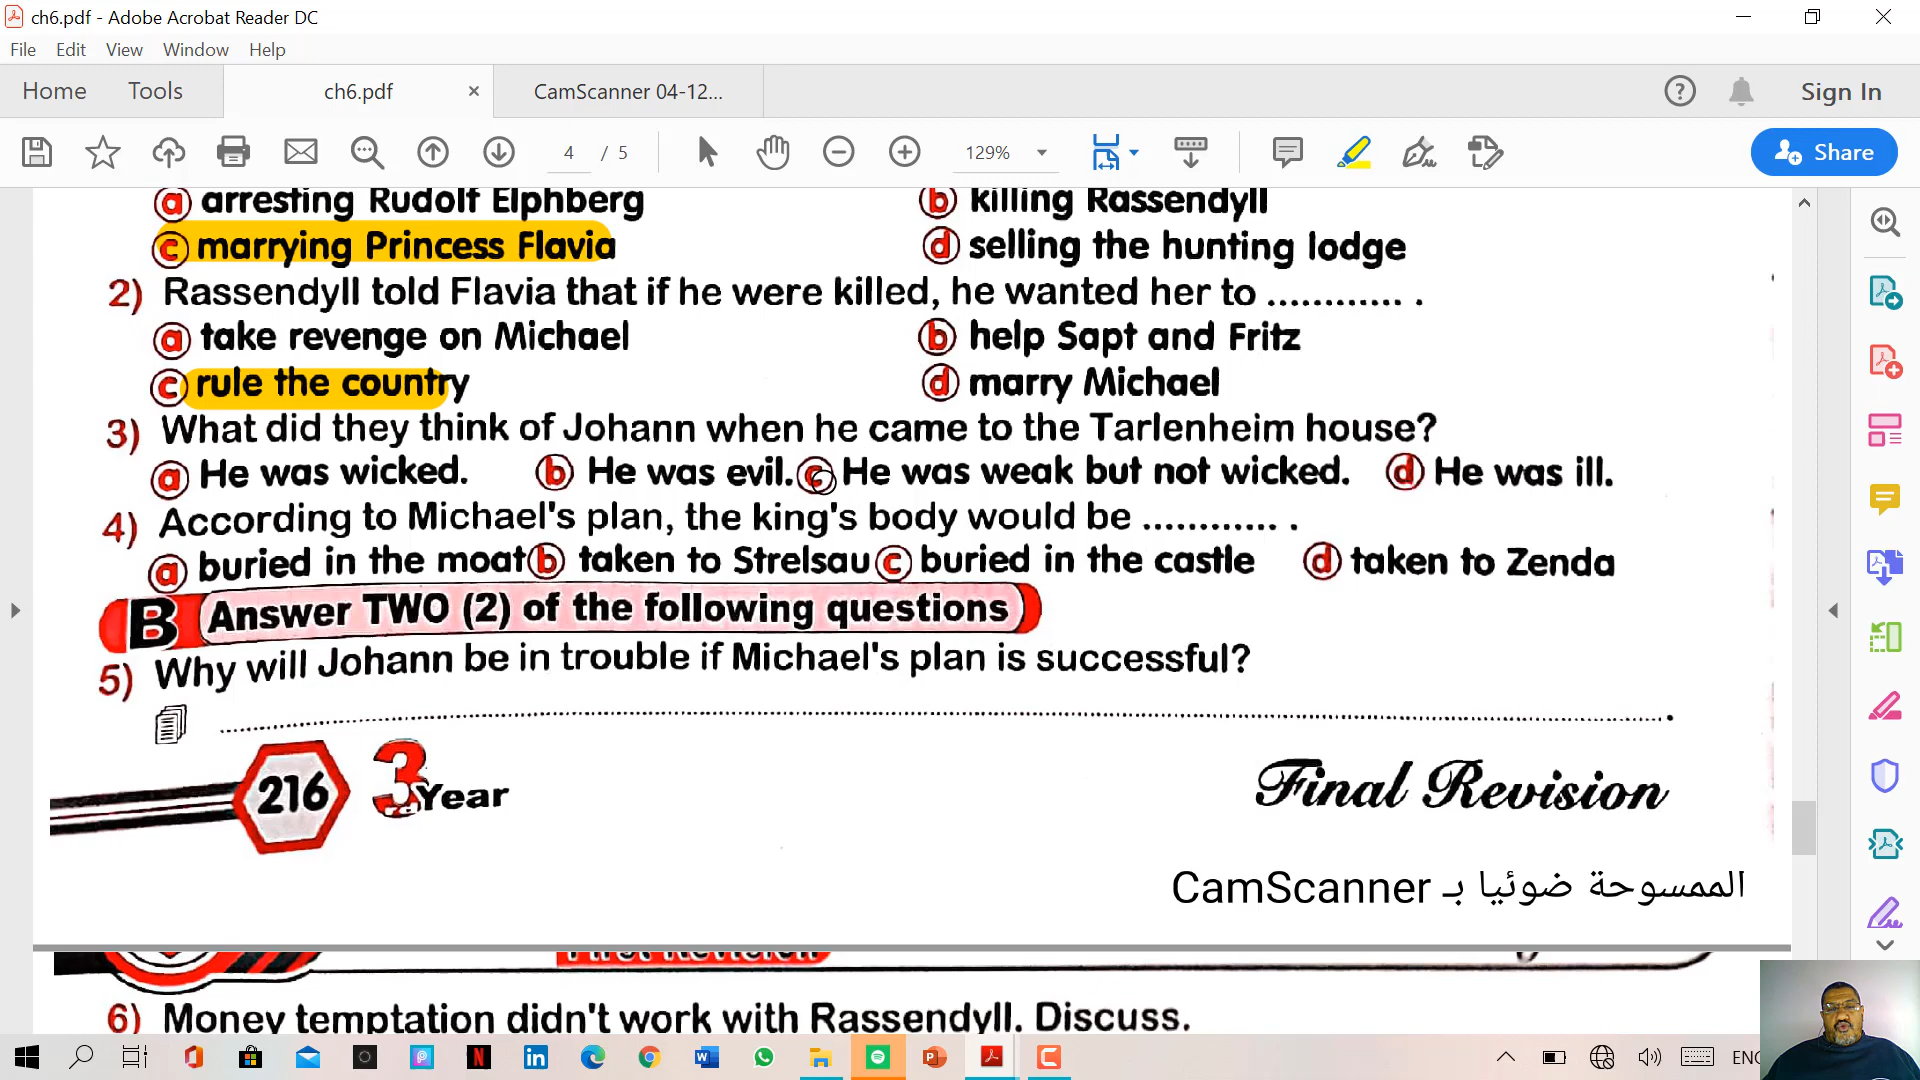 ch6.pdf - Adobe Acrobat Reader DC
File Edit View Window Help
Home Tools ch6.pdf × CamScanner 04-12... Sign In
4 / 5 129% Share
a arresting Rudolf Elphberg b killing Rassendyll
c marrying Princess Flavia d selling the hunting lodge
2) Rassendyll told Flavia that if he were killed, he wanted her to ............ .
a take revenge on Michael b help Sapt and Fritz
c rule the country d marry Michael
3) What did they think of Johann when he came to the Tarlenheim house?
a He was wicked. b He was evil. c He was weak but not wicked. d He was ill.
4) According to Michael's plan, the king's body would be ............ .
a buried in the moat b taken to Strelsau c buried in the castle d taken to Zenda
B Answer TWO (2) of the following questions
5) Why will Johann be in trouble if Michael's plan is successful?
216 3 Year Final Revision
الممسوحة ضوئيا بـ CamScanner
First Revision
6) Money temptation didn't work with Rassendyll. Discuss.
ENG